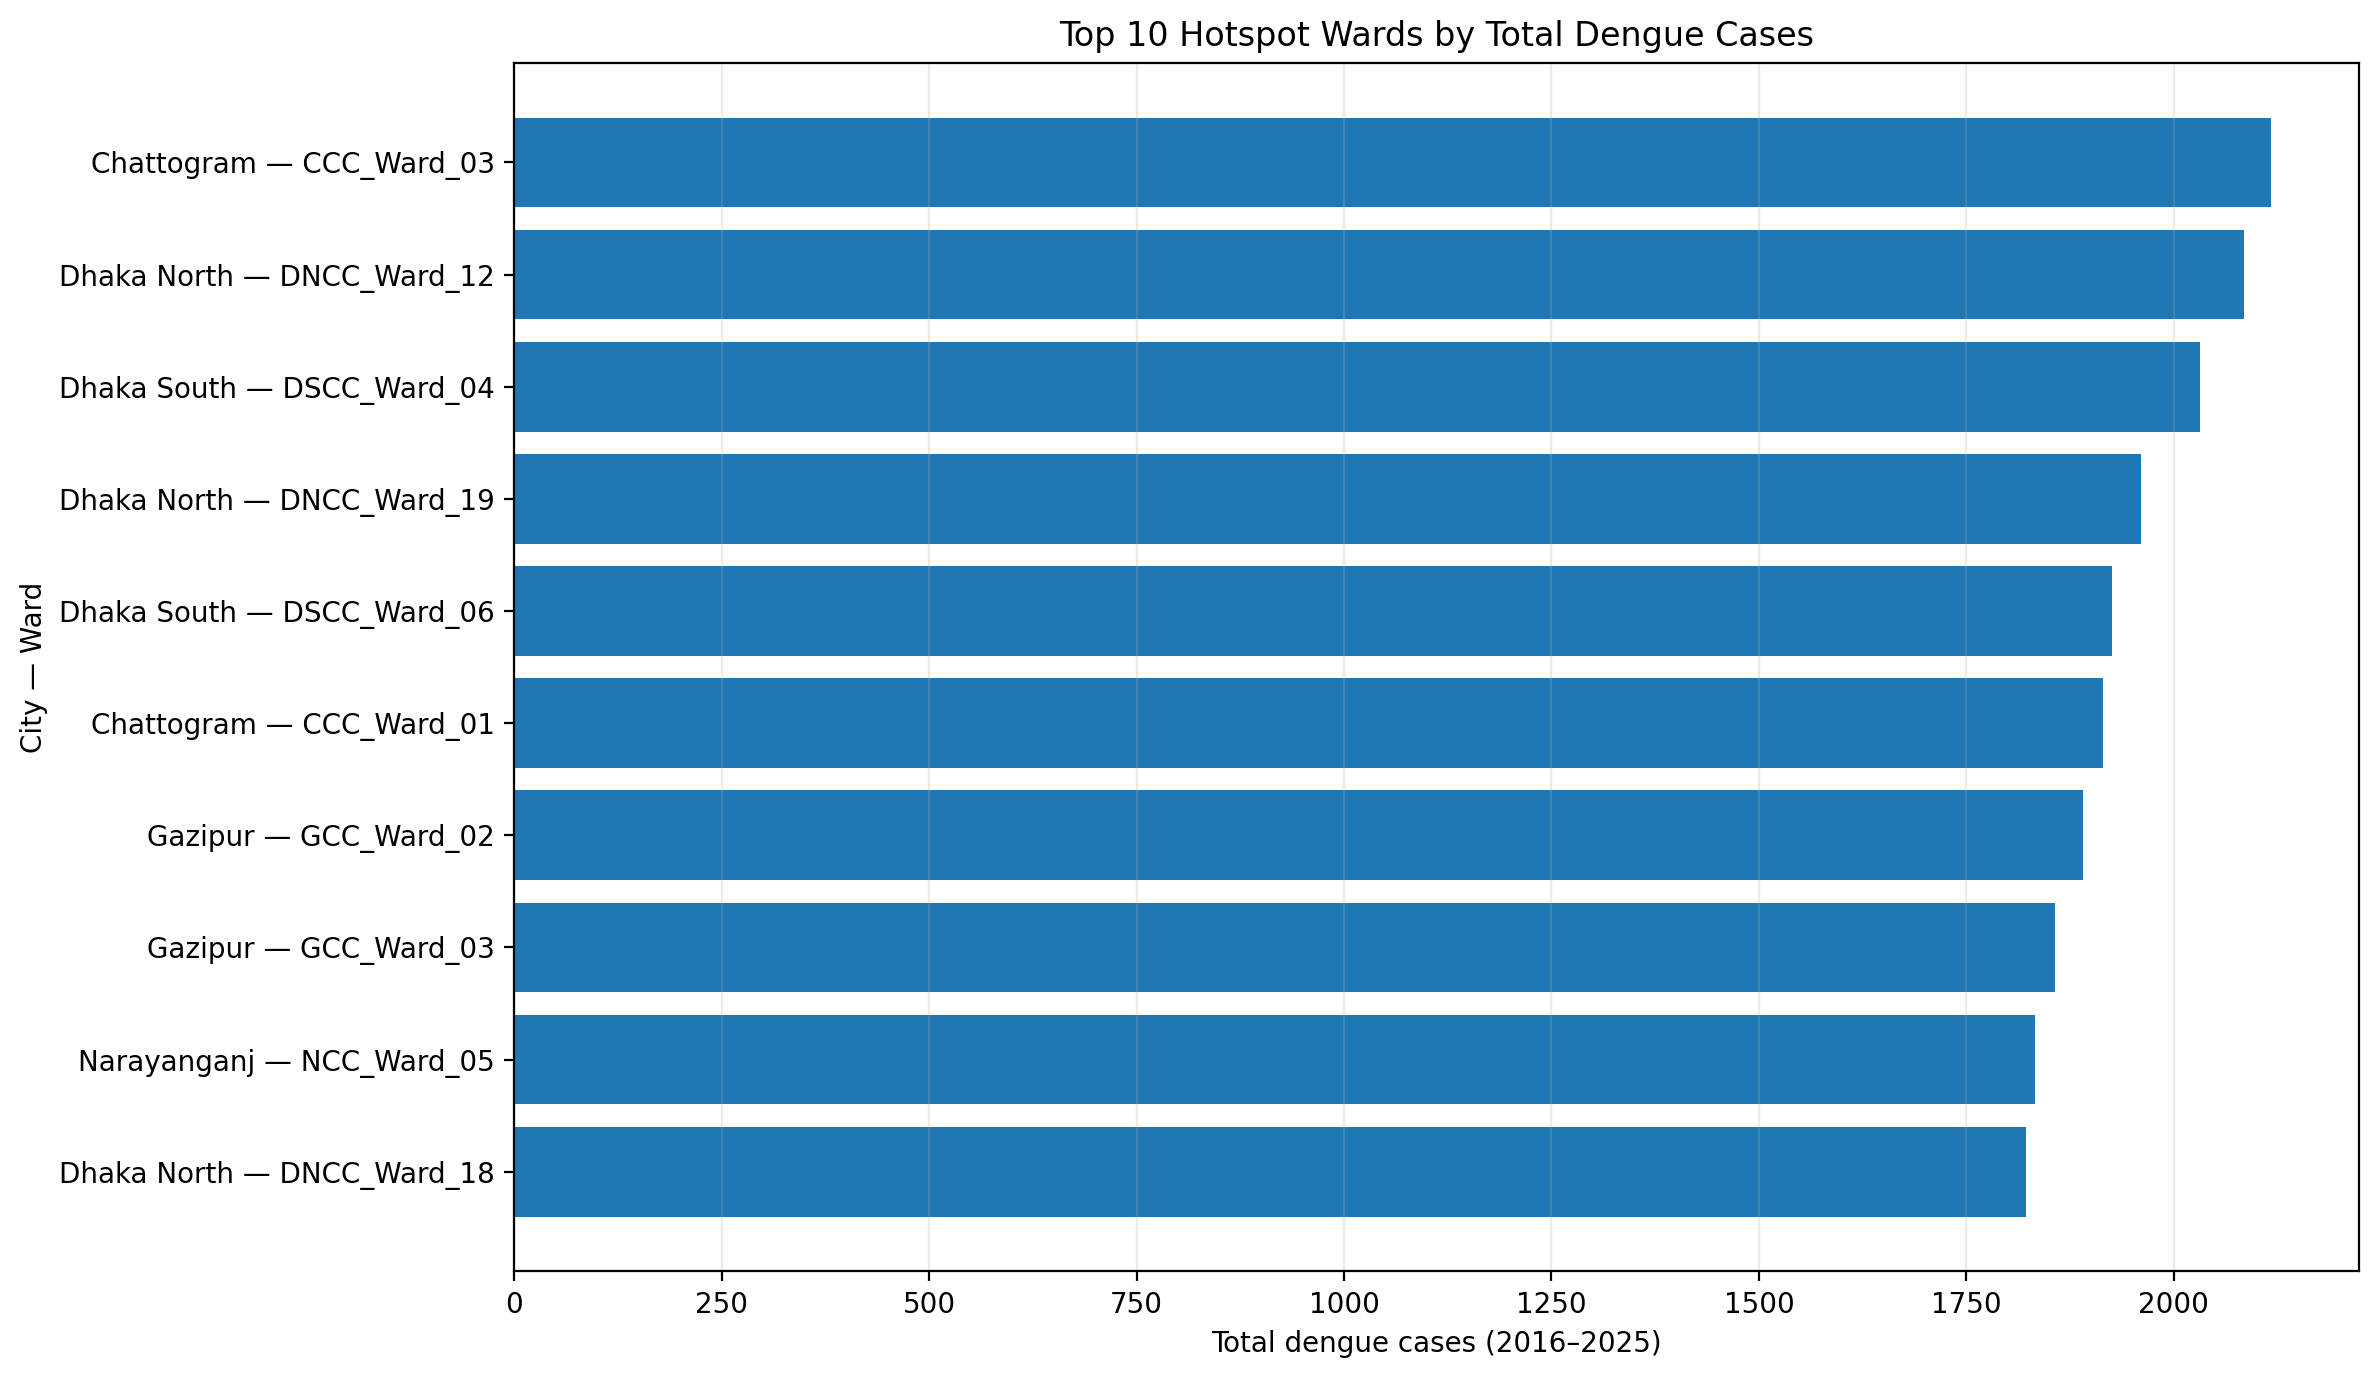 Top 10 Hotspot Wards by Total Dengue Cases
City — Ward
Chattogram — CCC_Ward_03
Dhaka North — DNCC_Ward_12
Dhaka South — DSCC_Ward_04
Dhaka North — DNCC_Ward_19
Dhaka South — DSCC_Ward_06
Chattogram — CCC_Ward_01
Gazipur — GCC_Ward_02
Gazipur — GCC_Ward_03
Narayanganj — NCC_Ward_05
Dhaka North — DNCC_Ward_18
0 250 500 750 1000 1250 1500 1750 2000
Total dengue cases (2016–2025)